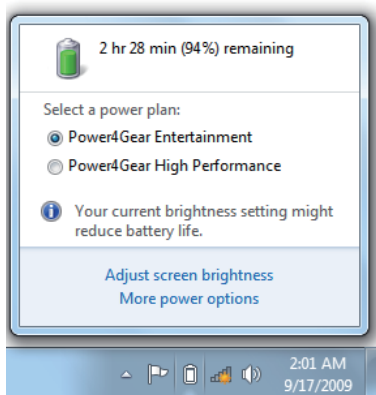 2 hr 28 min (94%) remaining
Select a power plan:
Power4Gear Entertainment
Power4Gear High Performance
Your current brightness setting might
reduce battery life.
Adjust screen brightness
More power options
2:01 AM
9/17/2009